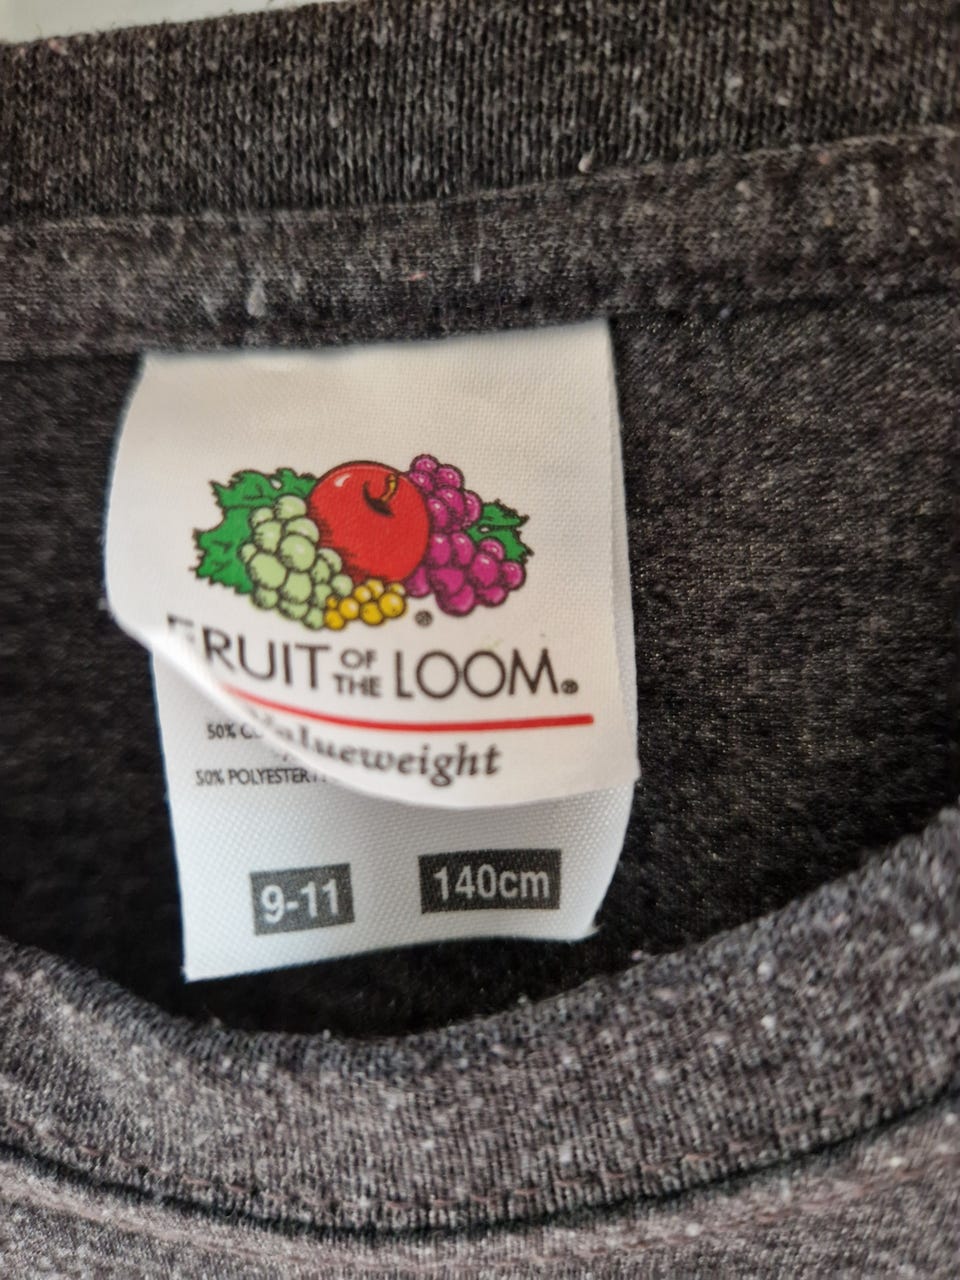 FRUIT OF THE LOOM®
Valueweight
50%
50% POLYESTER
9-11 140cm